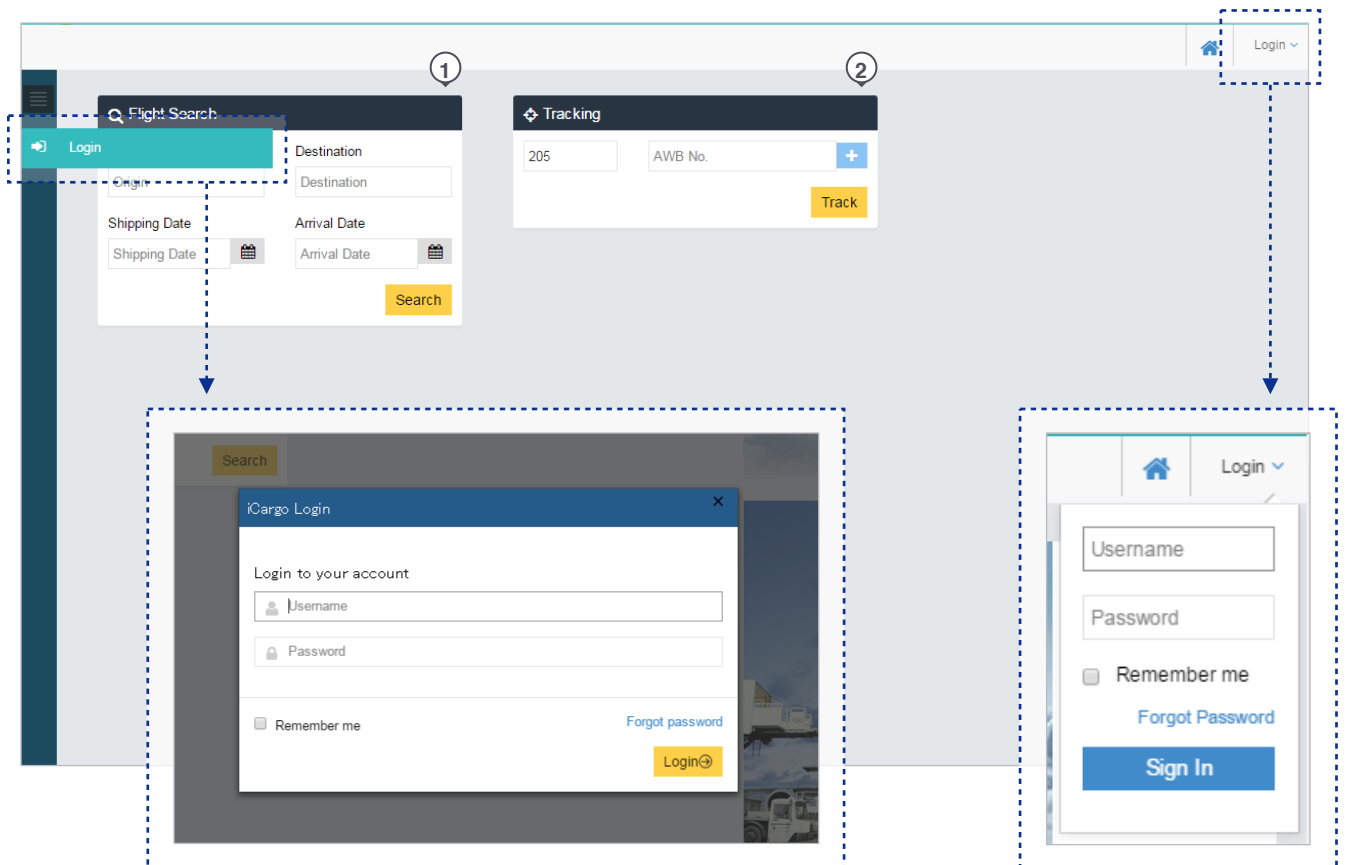 Login
1
2
Flight Search
Tracking
Login
Destination
Origin
Destination
205
AWB No.
+
Track
Shipping Date
Arrival Date
Shipping Date
Arrival Date
Search
Search
iCargo Login
×
Login to your account
Username
Password
Remember me
Forgot password
Login
Login
Username
Password
Remember me
Forgot Password
Sign In